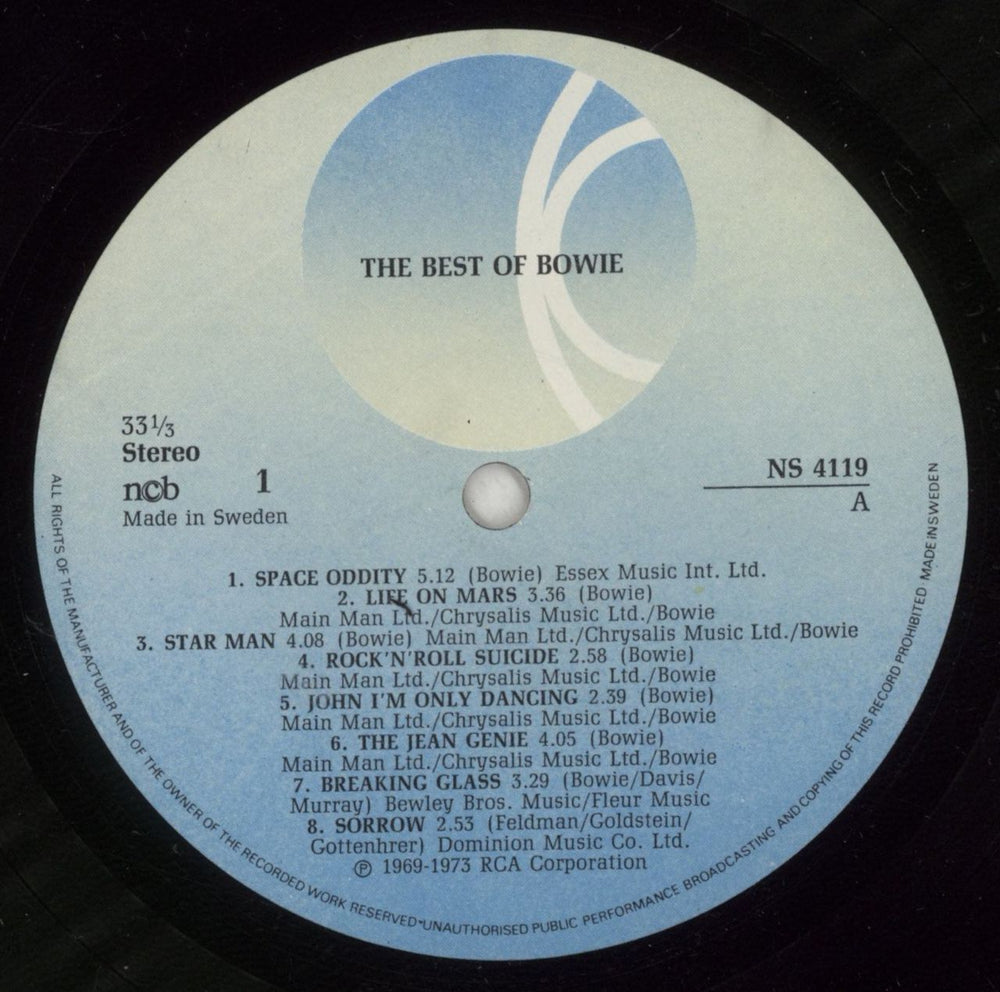 THE BEST OF BOWIE
33⅓
Stereo
ncb 1
Made in Sweden
NS 4119
A
1. SPACE ODDITY 5.12 (Bowie) Essex Music Int. Ltd.
2. LIFE ON MARS 3.36 (Bowie)
Main Man Ltd./Chrysalis Music Ltd./Bowie
3. STAR MAN 4.08 (Bowie) Main Man Ltd./Chrysalis Music Ltd./Bowie
4. ROCK'N'ROLL SUICIDE 2.58 (Bowie)
Main Man Ltd./Chrysalis Music Ltd./Bowie
5. JOHN I'M ONLY DANCING 2.39 (Bowie)
Main Man Ltd./Chrysalis Music Ltd./Bowie
6. THE JEAN GENIE 4.05 (Bowie)
Main Man Ltd./Chrysalis Music Ltd./Bowie
7. BREAKING GLASS 3.29 (Bowie/Davis/
Murray) Bewley Bros. Music/Fleur Music
8. SORROW 2.53 (Feldman/Goldstein/
Gottenhrer) Dominion Music Co. Ltd.
℗ 1969-1973 RCA Corporation
ALL RIGHTS OF THE MANUFACTURER AND OF THE OWNER OF THE RECORDED WORK RESERVED•UNAUTHORISED PUBLIC PERFORMANCE BROADCASTING AND COPYING OF THIS RECORD PROHIBITED MADE IN SWEDEN